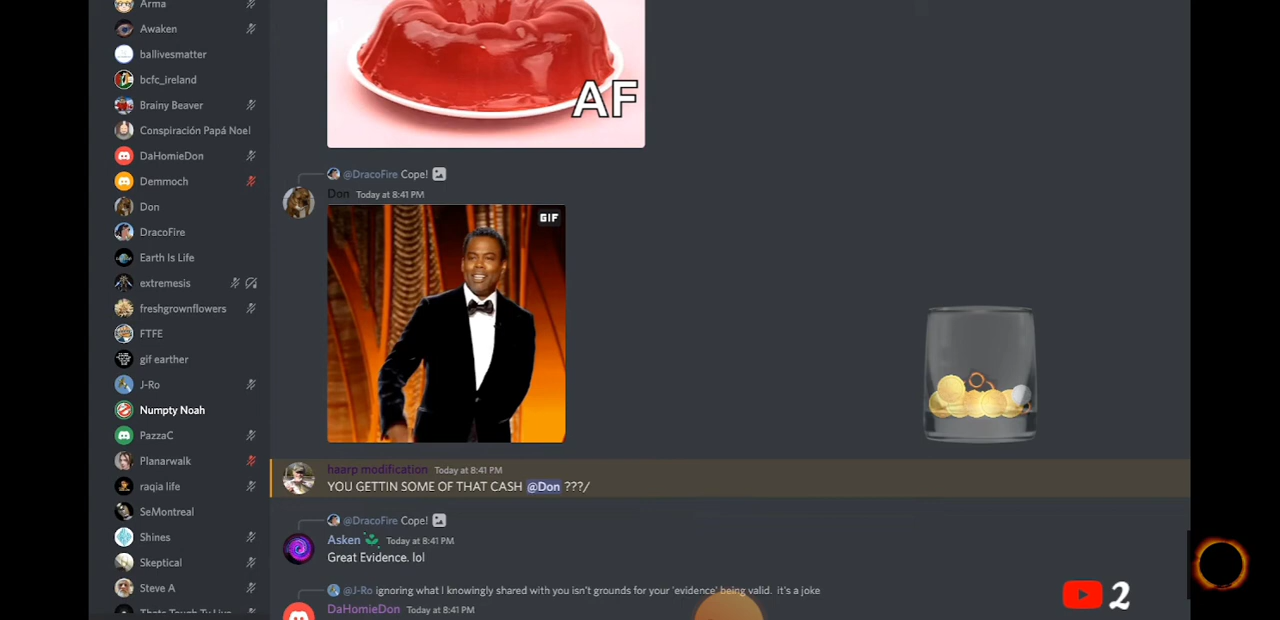 Arma
Awaken
ballivesmatter
bcfc_ireland
Brainy Beaver
Conspiración Papá Noel
DaHomieDon
Demmoch
Don
DracoFire
Earth Is Life
extremesis
freshgrownflowers
FTFE
gif earther
J-Ro
Numpty Noah
PazzaC
Planarwalk
raqia life
SeMontreal
Shines
Skeptical
Steve A
Thats Tough Tv Live
AF
@DracoFire Cope!
Don Today at 8:41 PM
GIF
haarp modification Today at 8:41 PM
YOU GETTIN SOME OF THAT CASH @Don ???/
@DracoFire Cope!
Asken Today at 8:41 PM
Great Evidence. lol
@J-Ro ignoring what I knowingly shared with you isn't grounds for your 'evidence' being valid. it's a joke
DaHomieDon Today at 8:41 PM
2